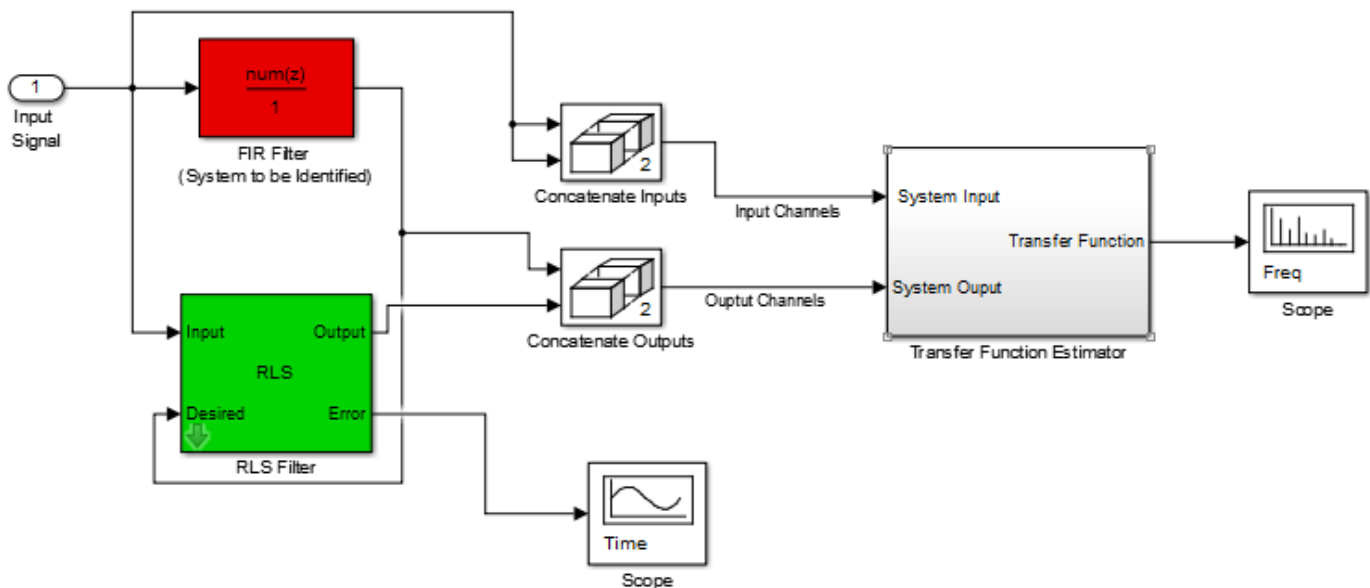 1
Input
Signal
num(z)
1
FIR Filter
(System to be Identified)
2
Concatenate Inputs
Input Channels
System Input
Transfer Function
System Ouput
Transfer Function Estimator
Freq
Scope
2
Concatenate Outputs
Ouptut Channels
Input
Output
RLS
Desired
Error
RLS Filter
Time
Scope